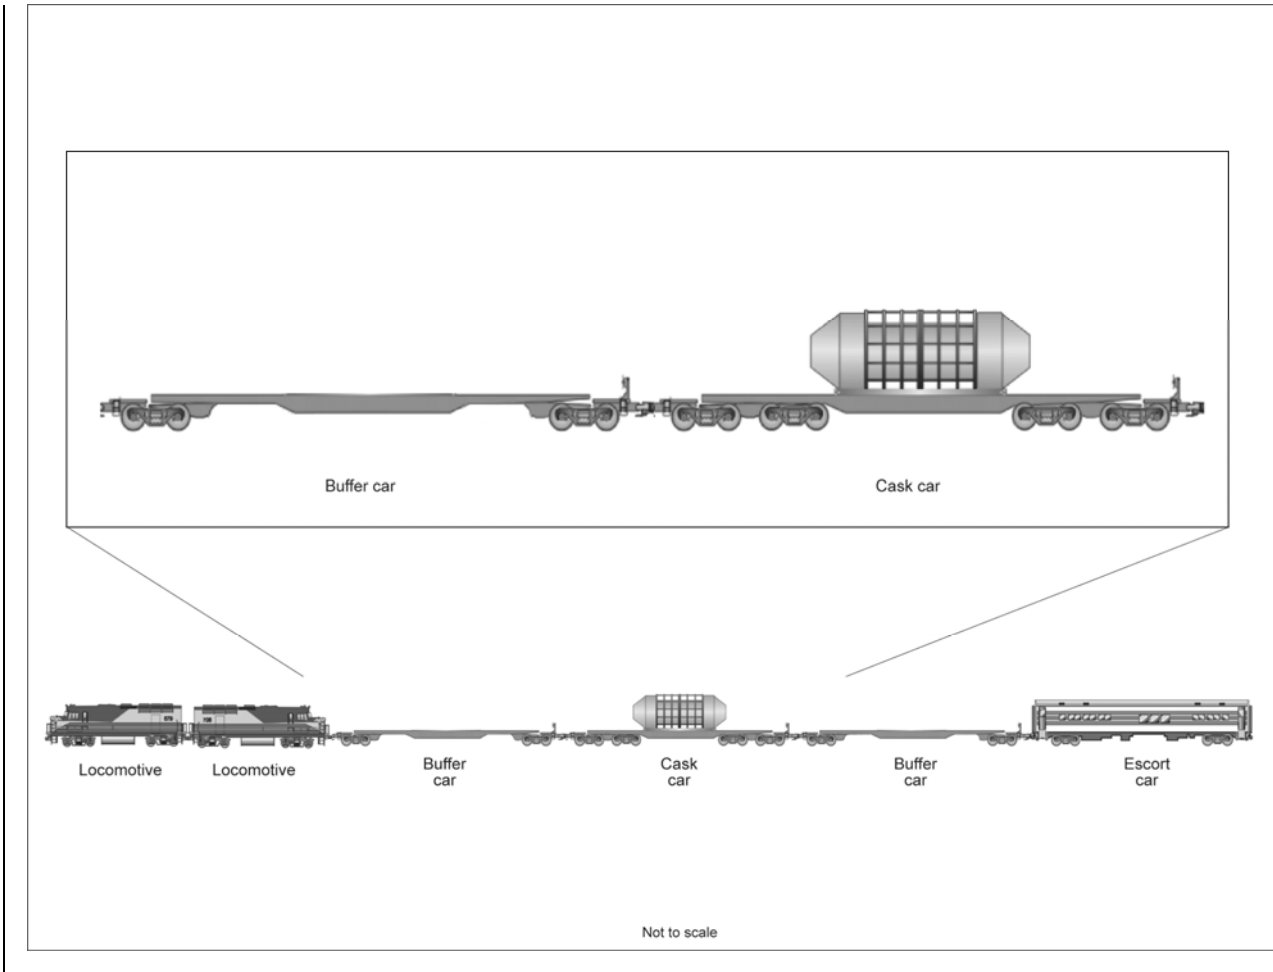 Buffer car
Cask car
Locomotive
Locomotive
Buffer
car
Cask
car
Buffer
car
Escort
car
Not to scale